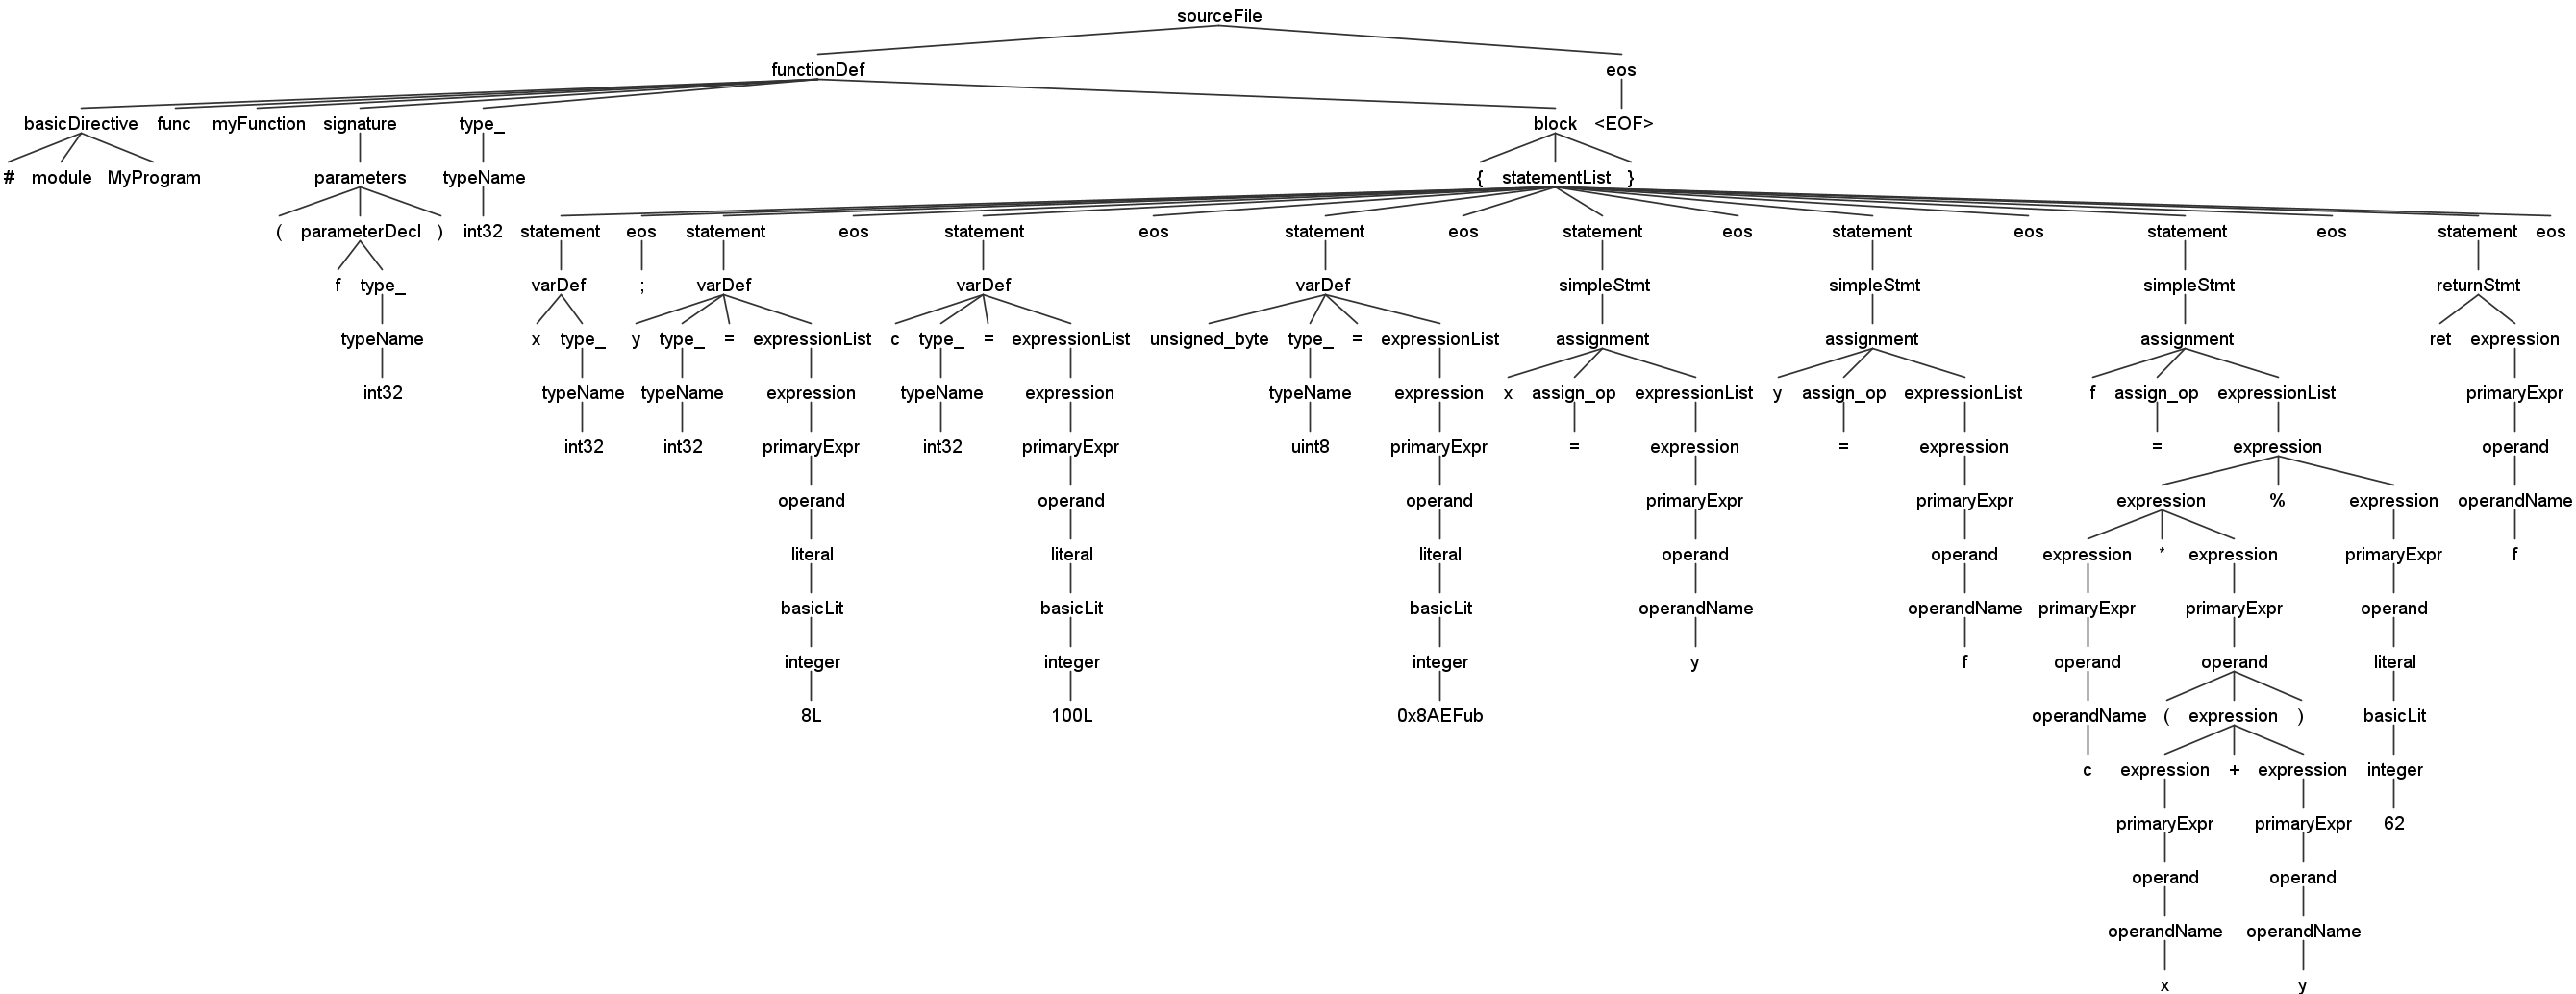 sourceFile
functionDef eos
basicDirective func myFunction signature type_ block <EOF>
# module MyProgram parameters typeName { statementList }
( parameterDecl ) int32 statement eos statement eos statement eos statement eos statement eos statement eos statement eos statement eos
f type_ varDef ; varDef varDef varDef simpleStmt simpleStmt simpleStmt returnStmt
typeName x type_ y type_ = expressionList c type_ = expressionList unsigned_byte type_ = expressionList assignment assignment assignment ret expression
int32 typeName typeName expression typeName expression typeName expression x assign_op expressionList y assign_op expressionList f assign_op expressionList primaryExpr
int32 int32 primaryExpr int32 primaryExpr uint8 primaryExpr = expression = expression = expression operand
operand operand operand primaryExpr primaryExpr expression % expression operandName
literal literal literal operand operand expression * expression primaryExpr f
basicLit basicLit basicLit operandName operandName primaryExpr primaryExpr operand
integer integer integer y f operand operand literal
8L 100L 0x8AEFub operandName ( expression ) basicLit
c expression + expression integer
primaryExpr primaryExpr 62
operand operand
operandName operandName
x y